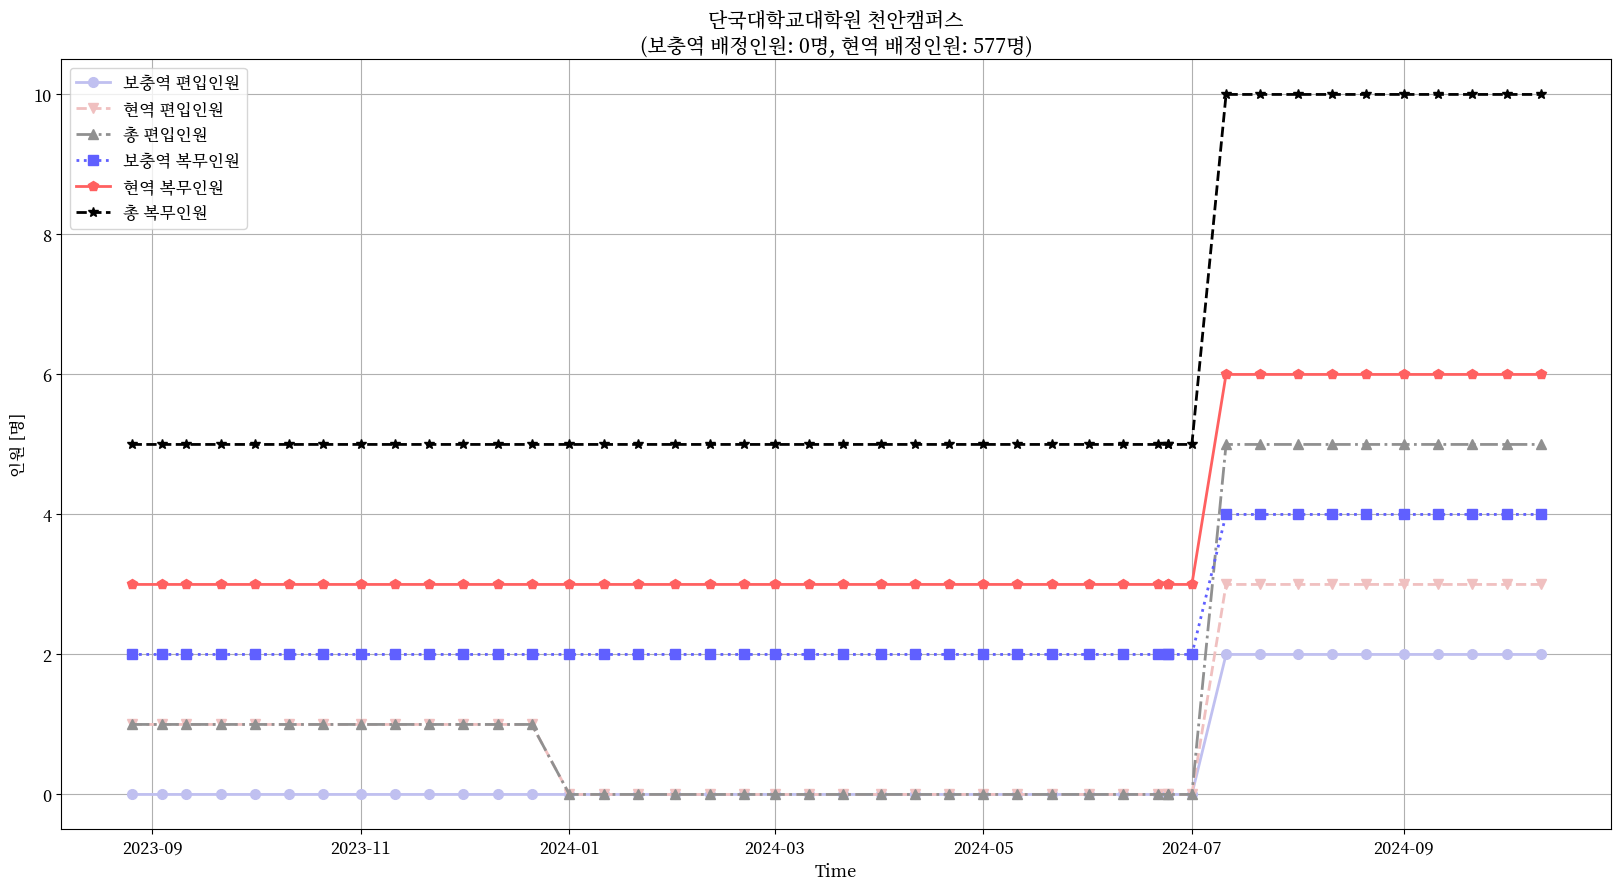 단국대학교대학원 천안캠퍼스
(보충역 배정인원: 0명, 현역 배정인원: 577명)
보충역 편입인원
현역 편입인원
총 편입인원
보충역 복무인원
현역 복무인원
총 복무인원
인원 [명]
10
8
6
4
2
0
2023-09
2023-11
2024-01
2024-03
2024-05
2024-07
2024-09
Time